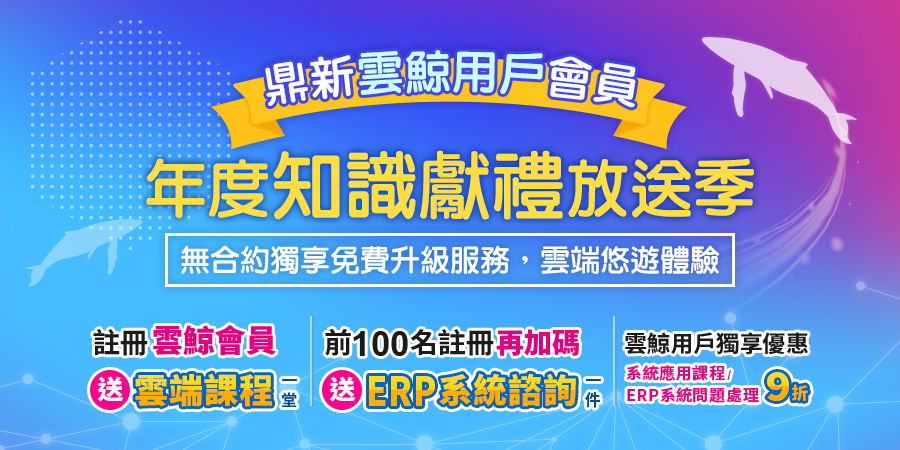 鼎新雲鯨用戶會員
年度知識獻禮放送季
無合約獨享免費升級服務，雲端悠遊體驗
註冊雲鯨會員
送 雲端課程一堂
前100名註冊再加碼
送 ERP系統諮詢一件
雲鯨用戶獨享優惠
系統應用課程/
ERP系統問題處理 9折